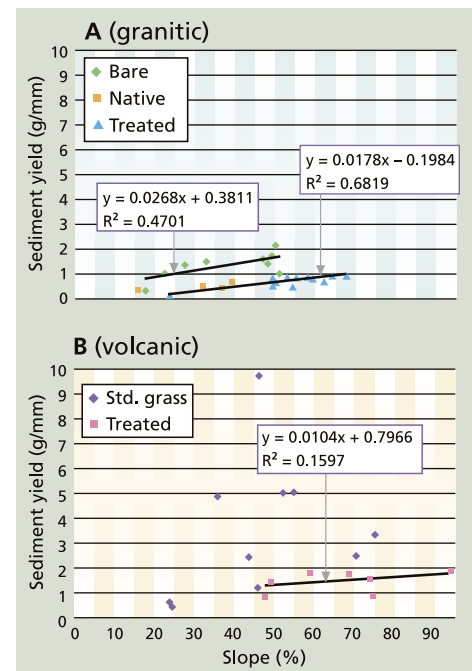 A (granitic)
Sediment yield (g/mm)
10
9
8
7
6
5
4
3
2
1
0
Bare
Native
Treated
y = 0.0268x + 0.3811
R² = 0.4701
y = 0.0178x – 0.1984
R² = 0.6819
B (volcanic)
Sediment yield (g/mm)
10
9
8
7
6
5
4
3
2
1
0
Std. grass
Treated
y = 0.0104x + 0.7966
R² = 0.1597
0 10 20 30 40 50 60 70 80 90
Slope (%)